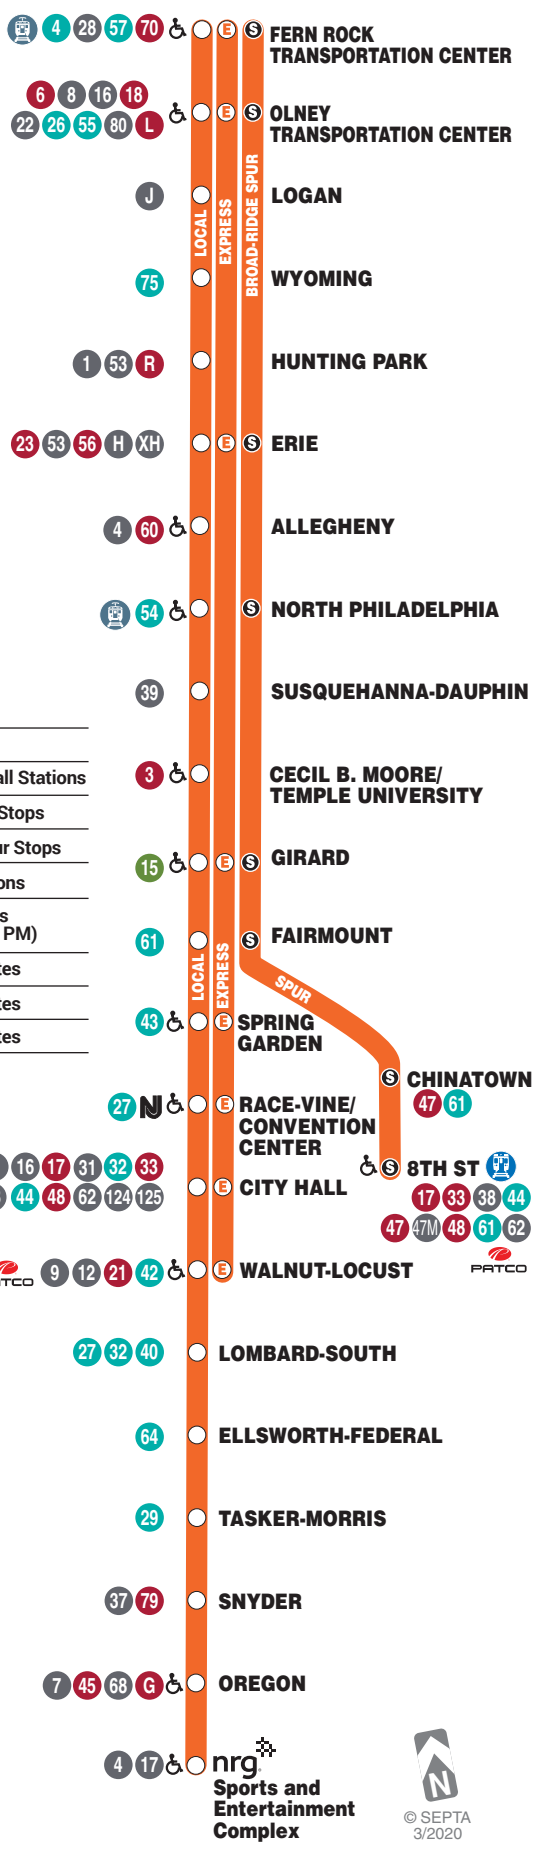 4 28 57 70 E S FERN ROCK
TRANSPORTATION CENTER
6 8 16 18
22 26 55 80 L E S OLNEY
TRANSPORTATION CENTER
J LOGAN
LOCAL
EXPRESS
BROAD-RIDGE SPUR
75 WYOMING
1 53 R HUNTING PARK
23 53 56 H XH E S ERIE
4 60 ALLEGHENY
54 S NORTH PHILADELPHIA
39 SUSQUEHANNA-DAUPHIN
all Stations
Stops
Stops
PM)
3 CECIL B. MOORE/
TEMPLE UNIVERSITY
15 E S GIRARD
61 S FAIRMOUNT
LOCAL
EXPRESS
SPUR
43 E SPRING
GARDEN
S CHINATOWN
47 61
27 E RACE-VINE/
CONVENTION
CENTER
S 8TH ST
17 33 38 44
47 47M 48 61 62
PATCO
16 17 31 32 33
44 48 62 124 125 E CITY HALL
9 12 21 42 E WALNUT-LOCUST
27 32 40 LOMBARD-SOUTH
64 ELLSWORTH-FEDERAL
29 TASKER-MORRIS
37 79 SNYDER
7 45 68 G OREGON
4 17 nrg
Sports and
Entertainment
Complex
N
© SEPTA
3/2020